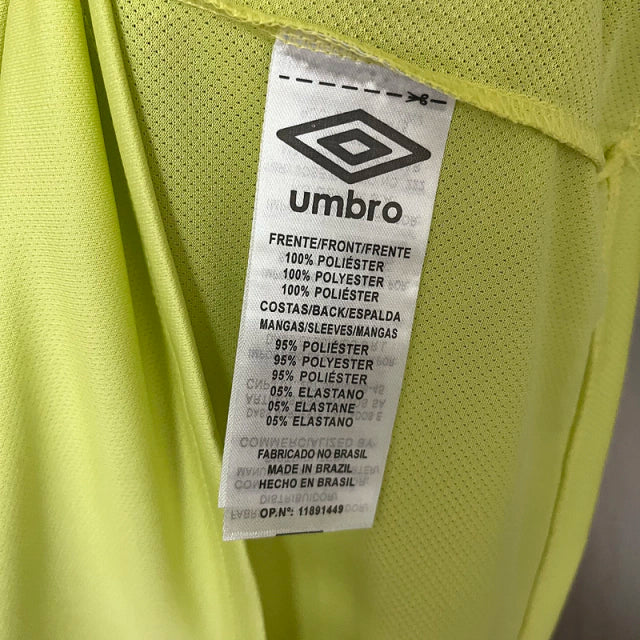 umbro
FRENTE/FRONT/FRENTE
100% POLIÉSTER
100% POLYESTER
100% POLIÉSTER
COSTAS/BACK/ESPALDA
MANGAS/SLEEVES/MANGAS
95% POLIÉSTER
95% POLYESTER
95% POLIÉSTER
05% ELASTANO
05% ELASTANE
05% ELASTANO
FABRICADO NO BRASIL
MADE IN BRAZIL
HECHO EN BRASIL
OP.Nº: 11891449